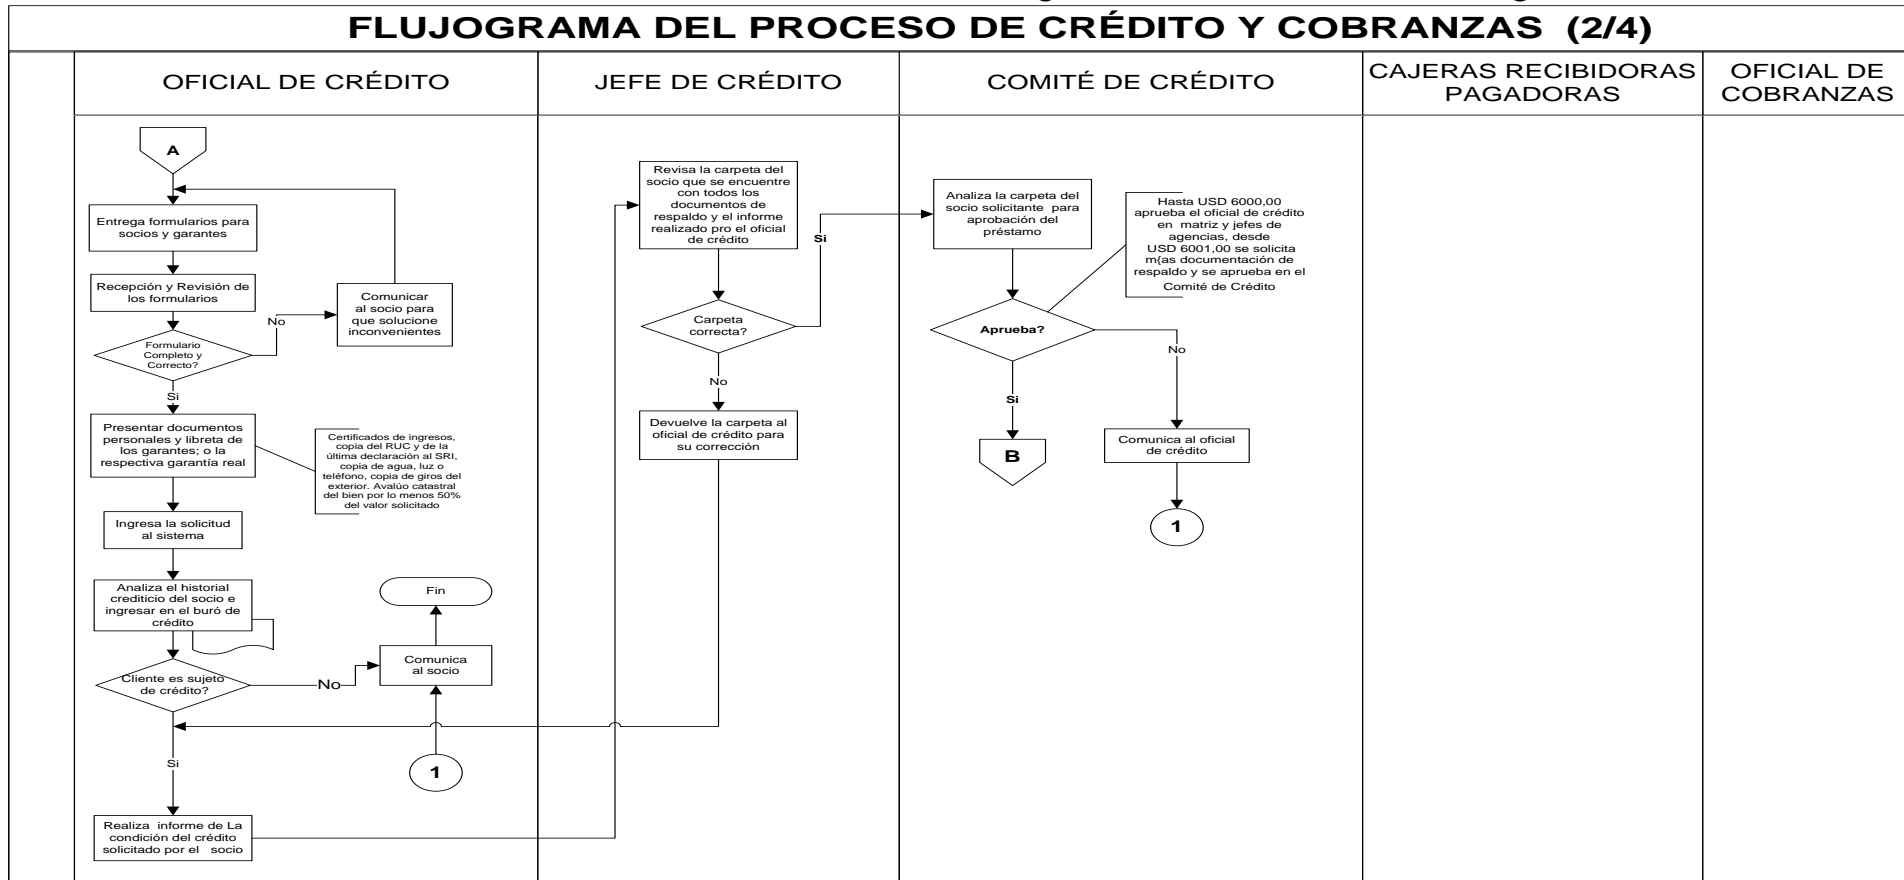 FLUJOGRAMA DEL PROCESO DE CRÉDITO Y COBRANZAS (2/4)
OFICIAL DE CRÉDITO
JEFE DE CRÉDITO
COMITÉ DE CRÉDITO
CAJERAS RECIBIDORAS
PAGADORAS
OFICIAL DE
COBRANZAS
A
Entrega formularios para
socios y garantes
Recepción y Revisión de
los formularios
Formulario
Completo y
Correcto?
No
Comunicar
al socio para
que solucione
inconvenientes
Si
Presentar documentos
personales y libreta de
los garantes; o la
respectiva garantía real
Certificados de ingresos,
copia del RUC y de la
última declaración al SRI,
copia de agua, luz o
teléfono, copia de giros del
exterior. Avalúo catastral
del bien por lo menos 50%
del valor solicitado
Ingresa la solicitud
al sistema
Analiza el historial
crediticio del socio e
ingresar en el buró de
crédito
Cliente es sujeto
de crédito?
No
Comunica
al socio
Fin
1
Si
Realiza informe de La
condición del crédito
solicitado por el socio
Revisa la carpeta del
socio que se encuentre
con todos los
documentos de
respaldo y el informe
realizado pro el oficial
de crédito
Carpeta
correcta?
Si
No
Devuelve la carpeta al
oficial de crédito para
su corrección
Analiza la carpeta del
socio solicitante para
aprobación del
préstamo
Hasta USD 6000,00
aprueba el oficial de crédito
en matriz y jefes de
agencias, desde
USD 6001,00 se solicita
m{as documentación de
respaldo y se aprueba en el
Comité de Crédito
Aprueba?
No
Si
B
Comunica al oficial
de crédito
1